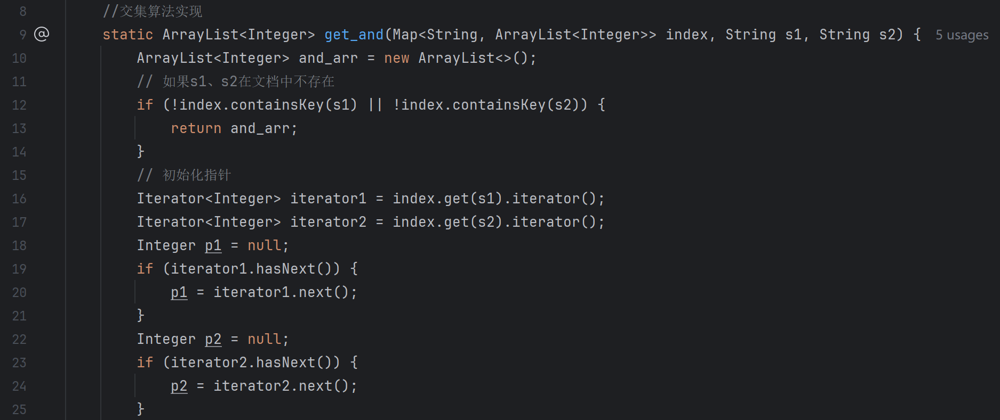 8 //交集算法实现
9 @ static ArrayList<Integer> get_and(Map<String, ArrayList<Integer>> index, String s1, String s2) { 5 usages
10 ArrayList<Integer> and_arr = new ArrayList<>();
11 // 如果s1、s2在文档中不存在
12 if (!index.containsKey(s1) || !index.containsKey(s2)) {
13 return and_arr;
14 }
15 // 初始化指针
16 Iterator<Integer> iterator1 = index.get(s1).iterator();
17 Iterator<Integer> iterator2 = index.get(s2).iterator();
18 Integer p1 = null;
19 if (iterator1.hasNext()) {
20 p1 = iterator1.next();
21 }
22 Integer p2 = null;
23 if (iterator2.hasNext()) {
24 p2 = iterator2.next();
25 }